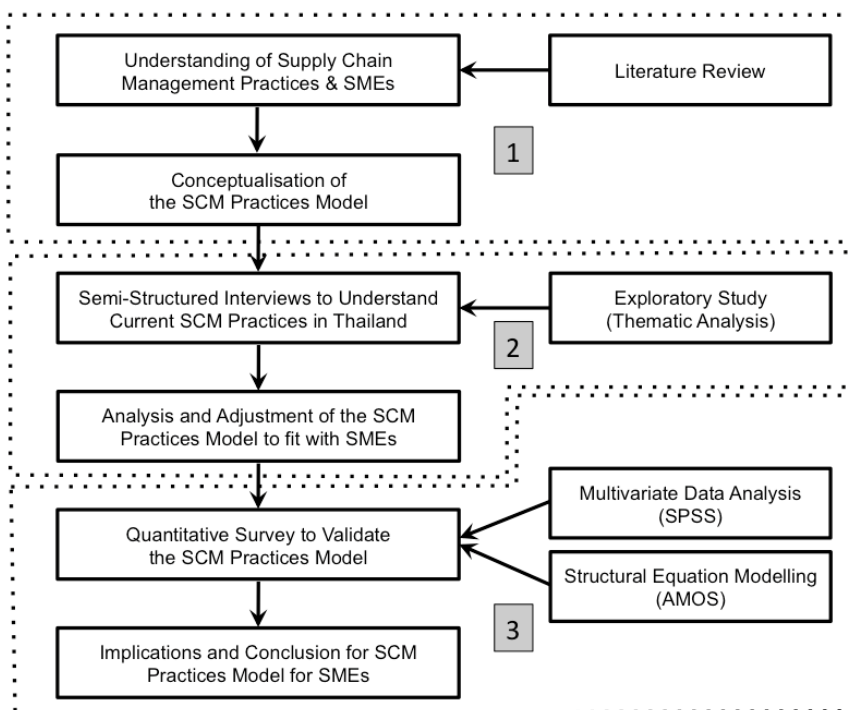 Understanding of Supply Chain
Management Practices & SMEs
Literature Review
1
Conceptualisation of
the SCM Practices Model
Semi-Structured Interviews to Understand
Current SCM Practices in Thailand
Exploratory Study
(Thematic Analysis)
2
Analysis and Adjustment of the SCM
Practices Model to fit with SMEs
Multivariate Data Analysis
(SPSS)
Quantitative Survey to Validate
the SCM Practices Model
Structural Equation Modelling
(AMOS)
3
Implications and Conclusion for SCM
Practices Model for SMEs